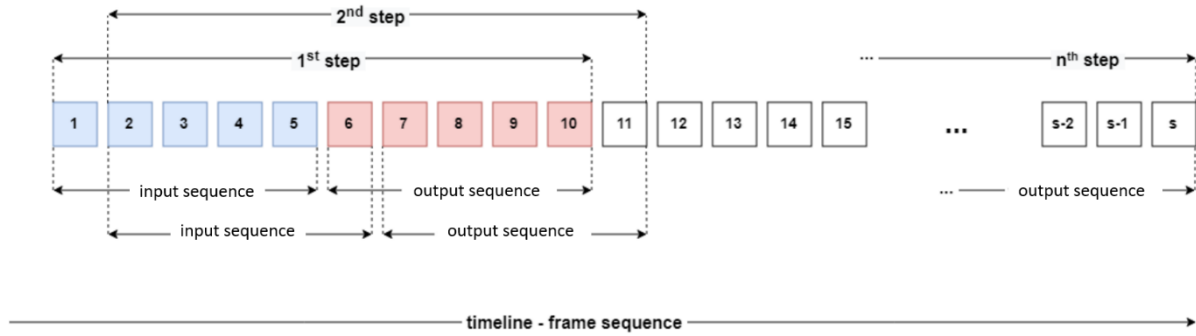 2nd step
1st step
... nth step
1 2 3 4 5 6 7 8 9 10 11 12 13 14 15 ... s-2 s-1 s
input sequence output sequence ... output sequence
input sequence output sequence
timeline - frame sequence